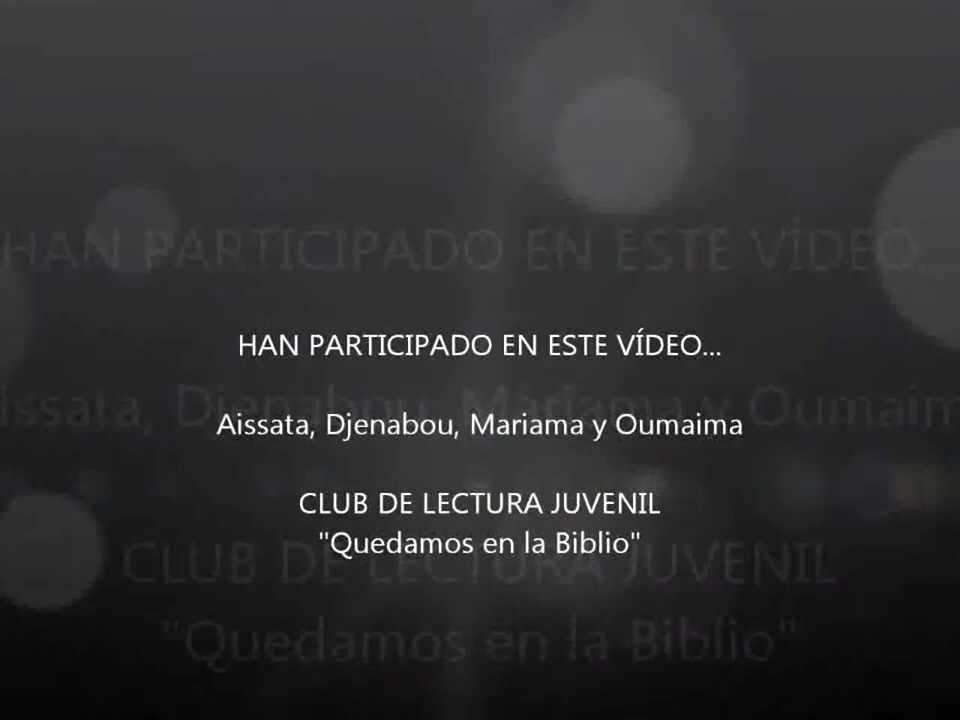 HAN PARTICIPADO EN ESTE VÍDEO...
Aissata, Djenabou, Mariama y Oumaima
CLUB DE LECTURA JUVENIL
"Quedamos en la Biblio"